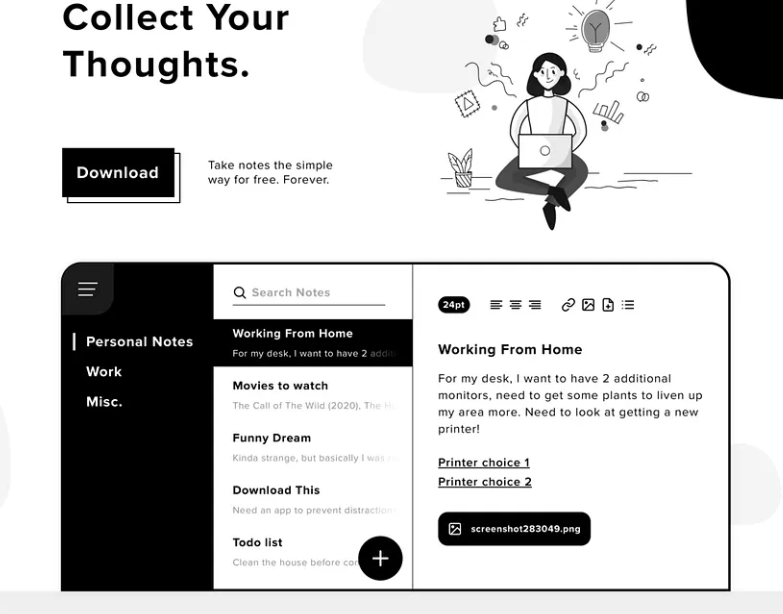 Collect Your
Thoughts.
Download
Take notes the simple
way for free. Forever.
Personal Notes
Work
Misc.
Search Notes
Working From Home
For my desk, I want to have 2
Movies to watch
The Call of The Wild (2020), The
Funny Dream
Kinda strange, but basically I was
Download This
Need an app to prevent distraction
Todo list
Clean the house before
24pt
Working From Home
For my desk, I want to have 2 additional
monitors, need to get some plants to liven up
my area more. Need to look at getting a new
printer!
Printer choice 1
Printer choice 2
screenshot283049.png